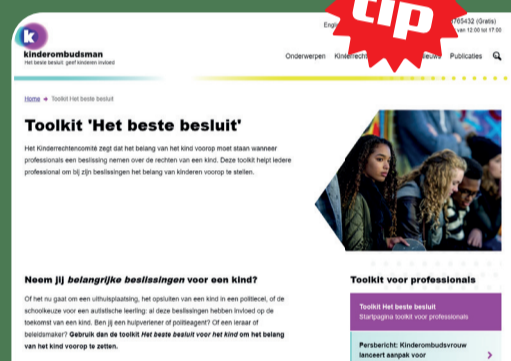 tip
k
kinderombudsman
Het beste besluit: geef kinderen invloed
765432 (Gratis)
van 12:00 tot 17:00
Onderwerpen Publicaties
Home → Toolkit Het beste besluit
Toolkit 'Het beste besluit'
Het Kinderrechtencomité zegt dat het belang van het kind voorop moet staan wanneer
professionals een beslissing nemen over de rechten van een kind. Deze toolkit helpt iedere
professional om bij zijn beslissingen het belang van kinderen voorop te stellen.
Neem jij belangrijke beslissingen voor een kind?
Of het nu gaat om een uithuisplaatsing, het opsluiten van een kind in een politiecel, of de
schoolkeuze voor een autistische leerling: al deze beslissingen hebben invloed op de
toekomst van een kind. Ben jij een hulpverlener of politieagent? Of een leraar of
beleidsmaker? Gebruik dan de toolkit Het beste besluit voor het kind om het belang
van het kind voorop te zetten.
Toolkit voor professionals
Toolkit Het beste besluit
Startpagina toolkit voor professionals
Persbericht: Kinderombudsvrouw
lanceert aanpak voor